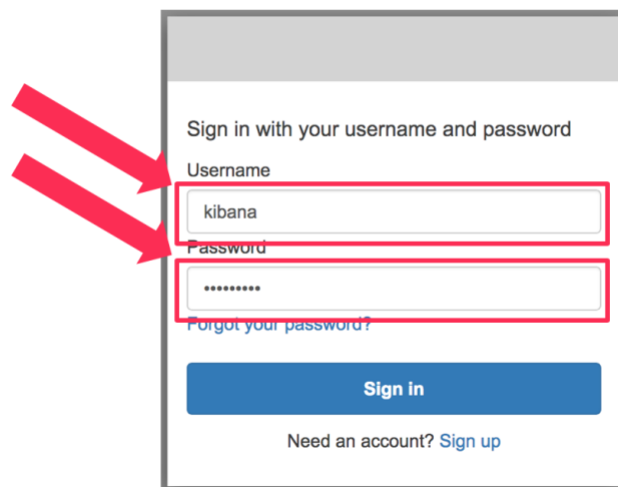 Sign in with your username and password
Username
kibana
Password
•••••••••
Forgot your password?
Sign in
Need an account? Sign up